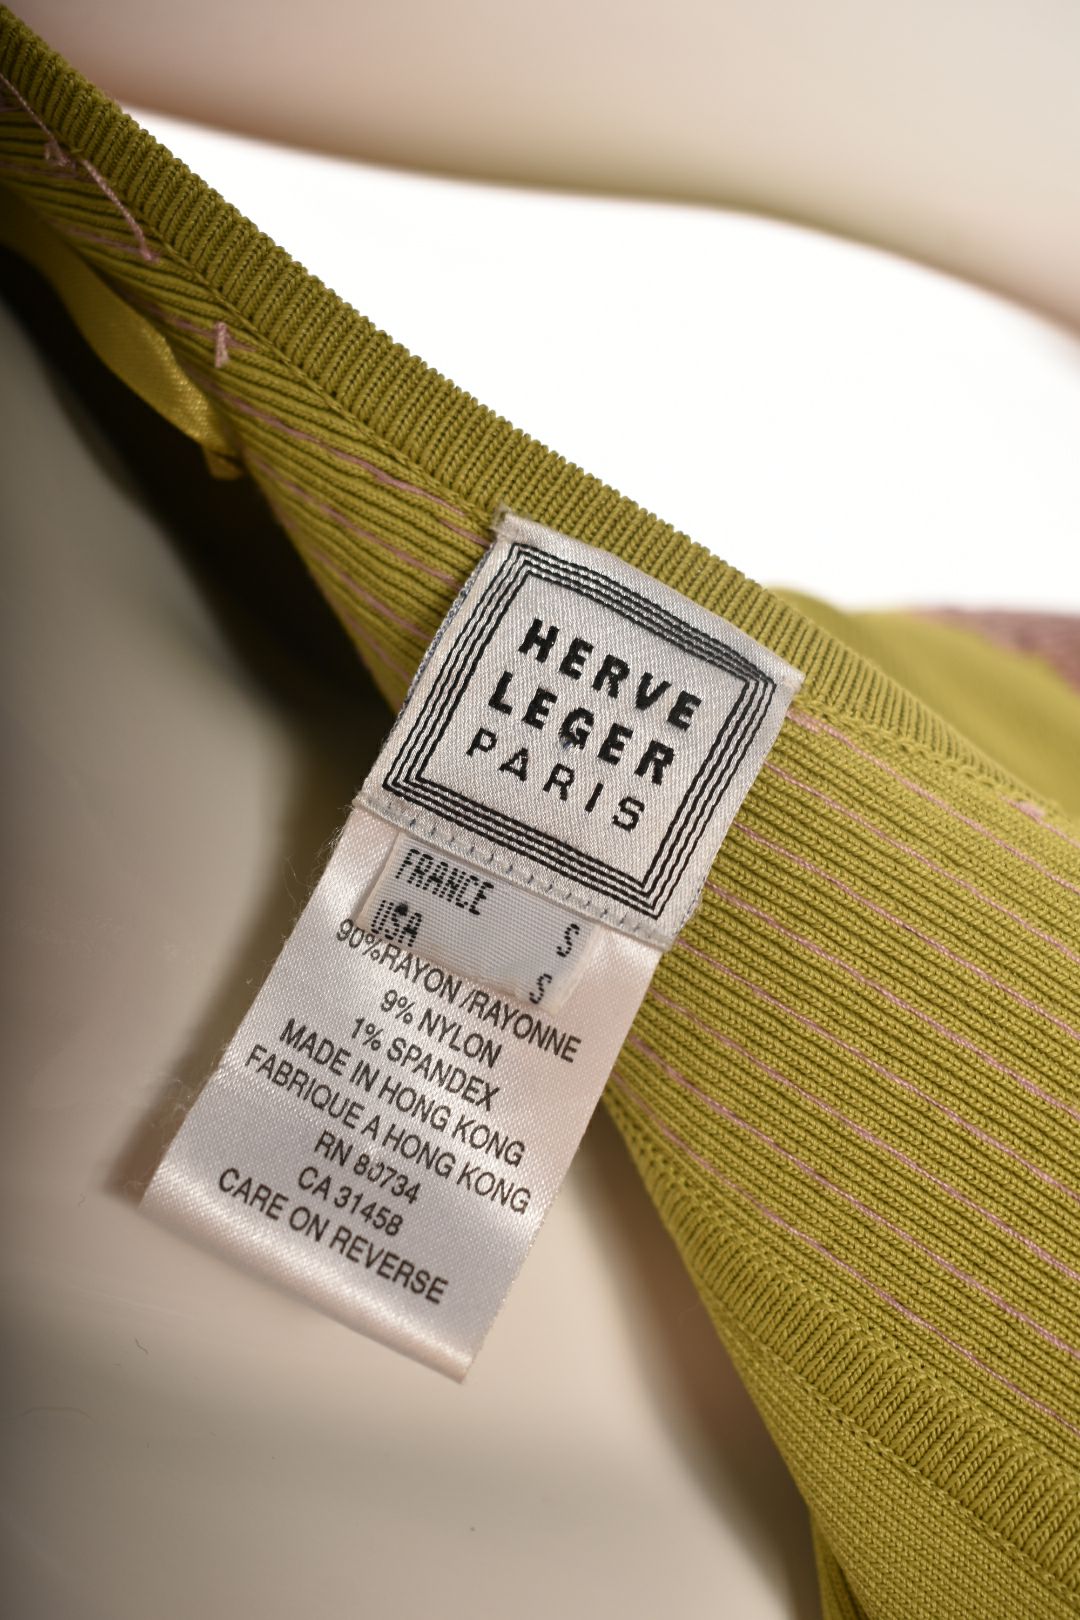 HERVE
LEGER
PARIS
FRANCE S
USA S
90%RAYON /RAYONNE
9% NYLON
1% SPANDEX
MADE IN HONG KONG
FABRIQUE A HONG KONG
RN 80734
CA 31458
CARE ON REVERSE